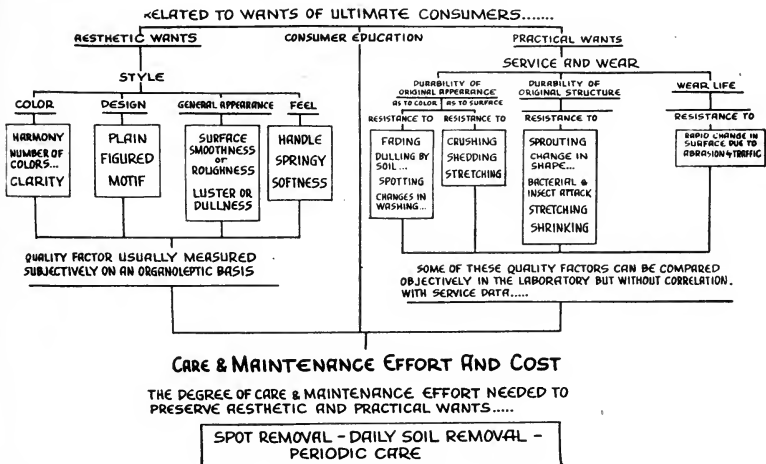 RELATED TO WANTS OF ULTIMATE CONSUMERS.......
AESTHETIC WANTS
CONSUMER EDUCATION
PRACTICAL WANTS
STYLE
COLOR
DESIGN
GENERAL APPEARANCE
FEEL
HARMONY
NUMBER OF
COLORS...
CLARITY
PLAIN
FIGURED
MOTIF
SURFACE
SMOOTHNESS
OR
ROUGHNESS
LUSTER OR
DULLNESS
HANDLE
SPRINGY
SOFTNESS
QUALITY FACTOR USUALLY MEASURED
SUBJECTIVELY ON AN ORGANOLEPTIC BASIS
SERVICE AND WEAR
DURABILITY OF
ORIGINAL APPEARANCE
AS TO COLOR
AS TO SURFACE
RESISTANCE TO
RESISTANCE TO
FADING
DULLING BY
SOIL...
SPOTTING
CHANGES IN
WASHING...
CRUSHING
SHEDDING
STRETCHING
DURABILITY OF
ORIGINAL STRUCTURE
RESISTANCE TO
SPROUTING
CHANGE IN
SHAPE...
BACTERIAL &
INSECT ATTACK
STRETCHING
SHRINKING
WEAR LIFE
RESISTANCE TO
RAPID CHANGE IN
SURFACE DUE TO
ABRASION & TRAFFIC
SOME OF THESE QUALITY FACTORS CAN BE COMPARED
OBJECTIVELY IN THE LABORATORY BUT WITHOUT CORRELATION.
WITH SERVICE DATA.....
CARE & MAINTENANCE EFFORT AND COST
THE DEGREE OF CARE & MAINTENANCE EFFORT NEEDED TO
PRESERVE AESTHETIC AND PRACTICAL WANTS.....
SPOT REMOVAL - DAILY SOIL REMOVAL -
PERIODIC CARE